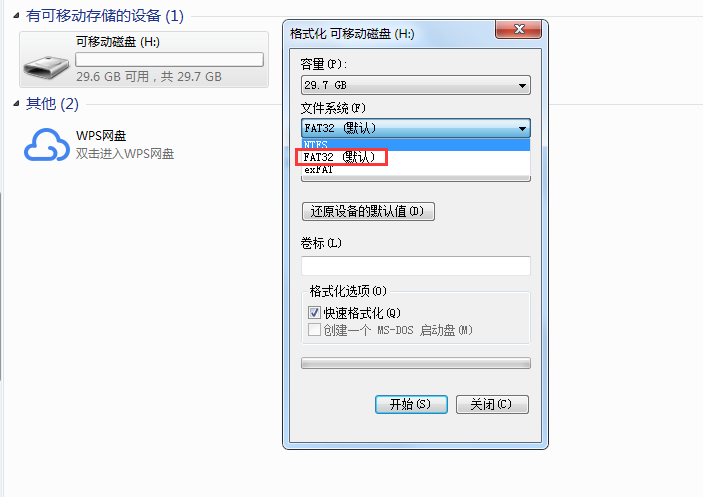 有可移动存储的设备 (1)
可移动磁盘 (H:)
29.6 GB 可用，共 29.7 GB
其他 (2)
WPS网盘
双击进入WPS网盘
格式化 可移动磁盘 (H:)
容量(P):
29.7 GB
文件系统(F)
FAT32 (默认)
NTFS
FAT32 (默认)
exFAT
还原设备的默认值(D)
卷标(L)
格式化选项(O)
快速格式化(Q)
创建一个 MS-DOS 启动盘(M)
开始(S)
关闭(C)